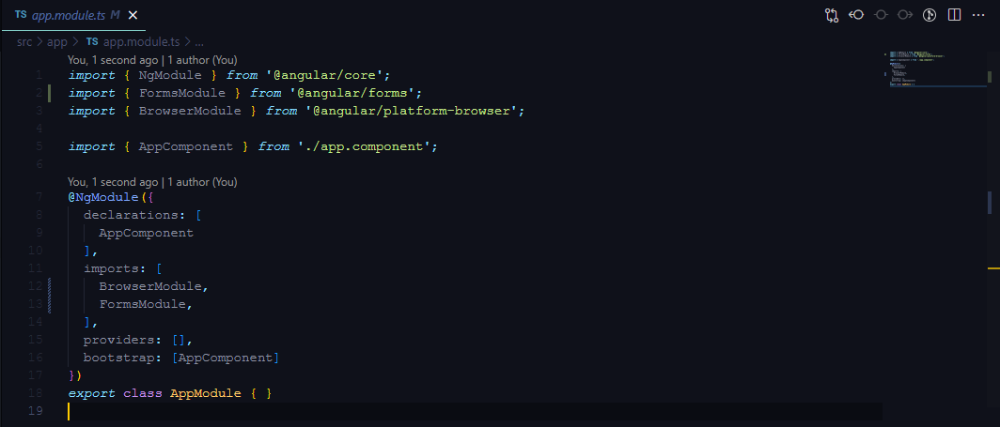 TS app.module.ts M
src > app > TS app.module.ts > ...
You, 1 second ago | 1 author (You)
1 import { NgModule } from '@angular/core';
2 import { FormsModule } from '@angular/forms';
3 import { BrowserModule } from '@angular/platform-browser';
4
5 import { AppComponent } from './app.component';
6
You, 1 second ago | 1 author (You)
7 @NgModule({
8 declarations: [
9 AppComponent
10 ],
11 imports: [
12 BrowserModule,
13 FormsModule,
14 ],
15 providers: [],
16 bootstrap: [AppComponent]
17 })
18 export class AppModule { }
19